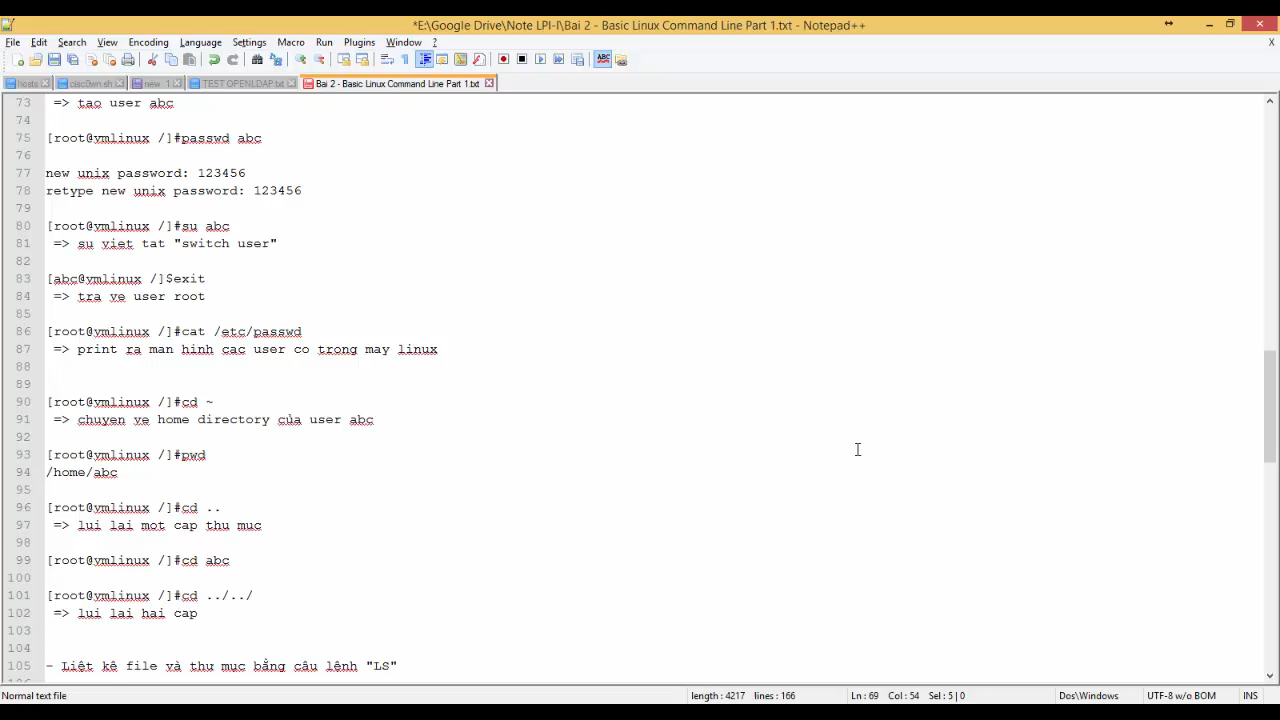 *E:\Google Drive\Note LPI-I\Bai 2 - Basic Linux Command Line Part 1.txt - Notepad++
File Edit Search View Encoding Language Settings Macro Run Plugins Window ? X
hosts cisc0wn.sh new 1 TEST OPENLDAP.txt Bai 2 - Basic Linux Command Line Part 1.txt
73 => tao user abc
74
75 [root@vmlinux /]#passwd abc
76
77 new unix password: 123456
78 retype new unix password: 123456
79
80 [root@vmlinux /]#su abc
81 => su viet tat "switch user"
82
83 [abc@vmlinux /]$exit
84 => tra ve user root
85
86 [root@vmlinux /]#cat /etc/passwd
87 => print ra man hinh cac user co trong may linux
88
89
90 [root@vmlinux /]#cd ~
91 => chuyen ve home directory của user abc
92
93 [root@vmlinux /]#pwd
94 /home/abc
95
96 [root@vmlinux /]#cd ..
97 => lui lai mot cap thu muc
98
99 [root@vmlinux /]#cd abc
100
101 [root@vmlinux /]#cd ../../
102 => lui lai hai cap
103
104
105 - Liệt kê file và thư mục bằng câu lệnh "LS"
Normal text file length : 4217 lines : 166 Ln : 69 Col : 54 Sel : 5 | 0 Dos\Windows UTF-8 w/o BOM INS